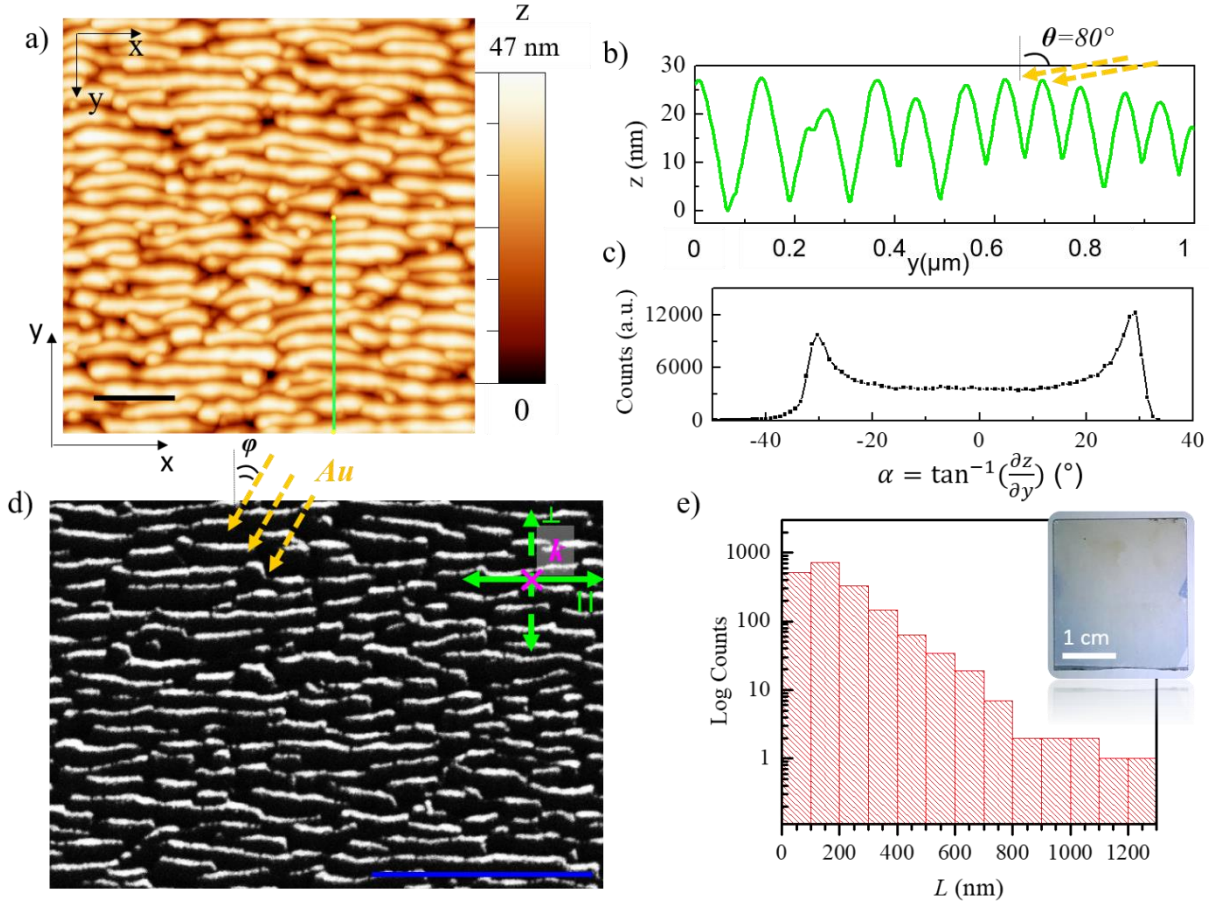 a)
x
y
z
47 nm
0
y
x
b)
θ=80°
30
20
10
0
z (nm)
0
0.2
0.4
0.6
0.8
1
y(μm)
c)
12000
6000
0
Counts (a.u.)
-40
-20
0
20
40
α = tan⁻¹(∂z/∂y) (°)
φ
Au
d)
⊥
k
||
e)
1 cm
1000
100
10
1
Log Counts
0
200
400
600
800
1000
1200
L (nm)